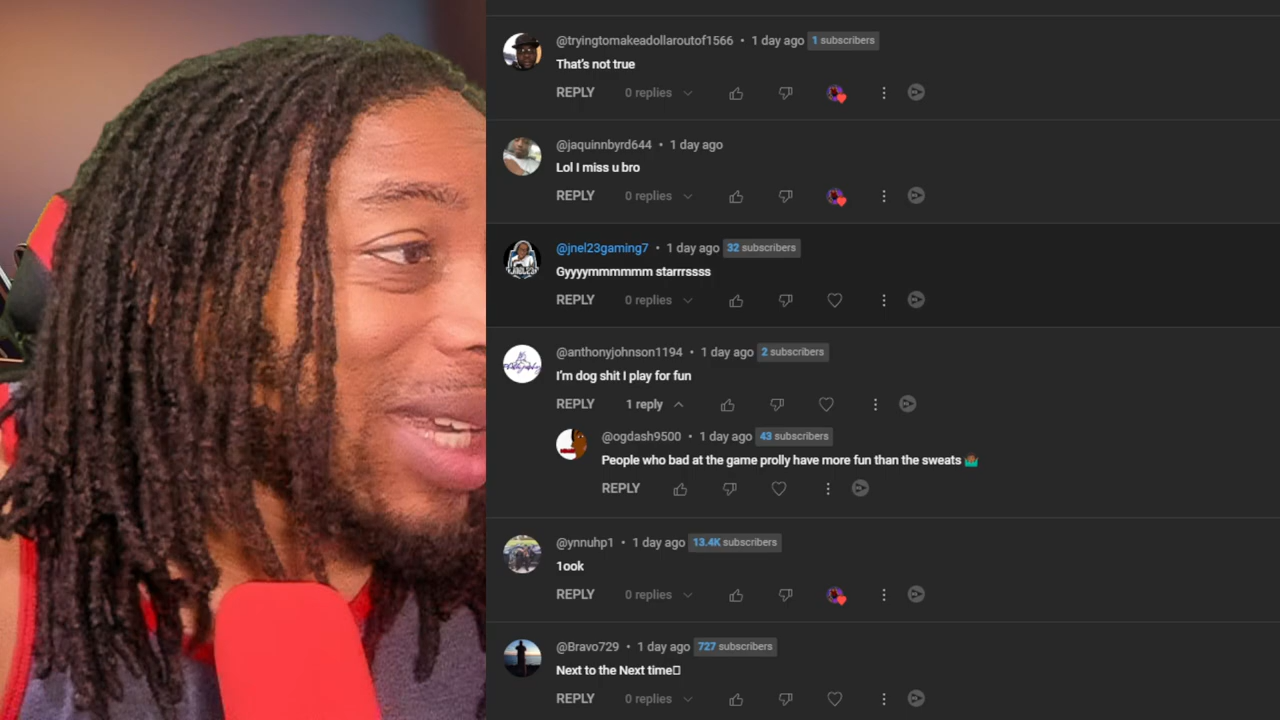 @tryingtomakeadollaroutof1566 • 1 day ago 1 subscribers
That's not true
REPLY 0 replies
@jaquinnbyrd644 • 1 day ago
Lol I miss u bro
REPLY 0 replies
@jnel23gaming7 • 1 day ago 32 subscribers
Gyyyymmmmmm starrrssss
REPLY 0 replies
@anthonyjohnson1194 • 1 day ago 2 subscribers
I'm dog shit I play for fun
REPLY 1 reply
@ogdash9500 • 1 day ago 43 subscribers
People who bad at the game prolly have more fun than the sweats 🤷🏾‍♂️
REPLY
@ynnuhp1 • 1 day ago 13.4K subscribers
1ook
REPLY 0 replies
@Bravo729 • 1 day ago 727 subscribers
Next to the Next time
REPLY 0 replies